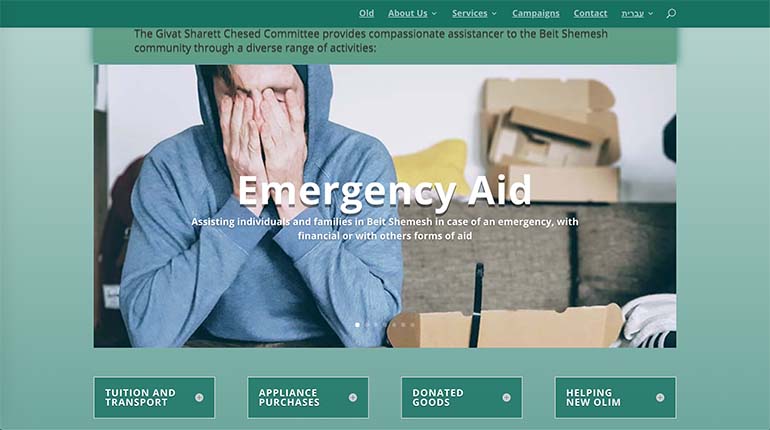 Old About Us Services Campaigns Contact עברית
The Givat Sharett Chesed Committee provides compassionate assistancer to the Beit Shemesh
community through a diverse range of activities:
Emergency Aid
Assisting individuals and families in Beit Shemesh in case of an emergency, with
financial or with others forms of aid
TUITION AND
TRANSPORT
APPLIANCE
PURCHASES
DONATED
GOODS
HELPING
NEW OLIM